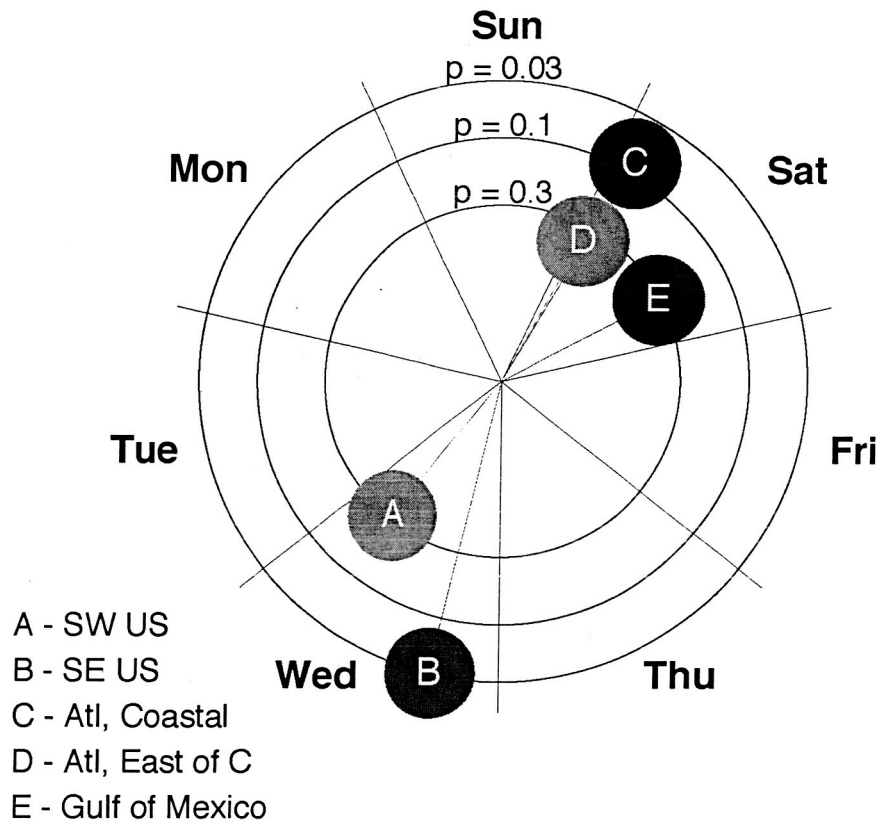 Sun
p = 0.03
p = 0.1
p = 0.3
Mon
Sat
C
D
E
Tue
Fri
A
B
Wed
Thu
A - SW US
B - SE US
C - Atl, Coastal
D - Atl, East of C
E - Gulf of Mexico